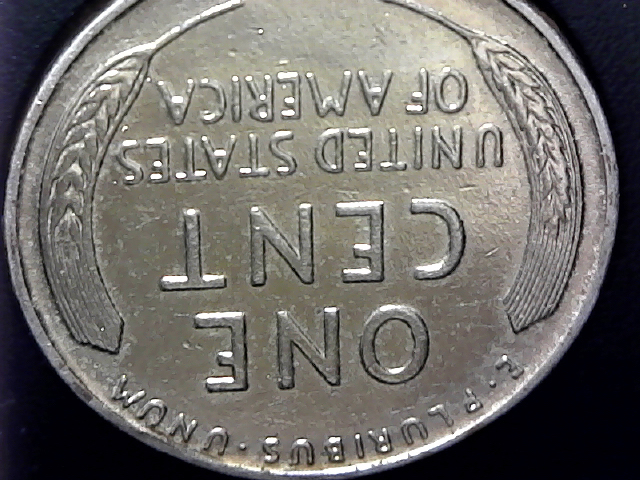 E · PLURIBUS · UNUM
ONE
CENT
UNITED STATES
OF AMERICA